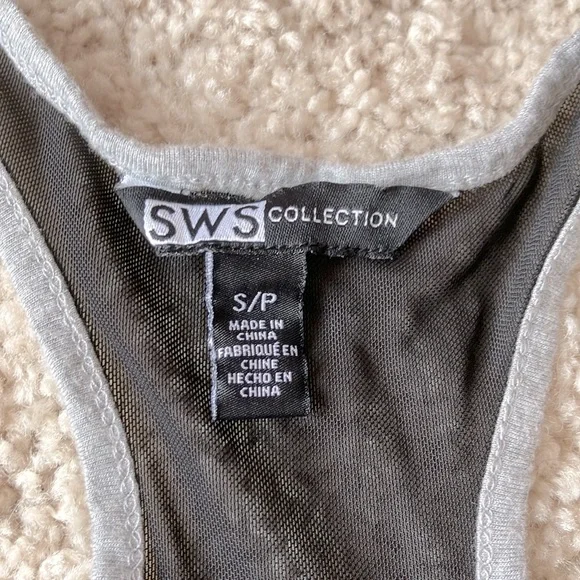 SWS COLLECTION
S/P
MADE IN
CHINA
FABRIQUÉ EN
CHINE
HECHO EN
CHINA